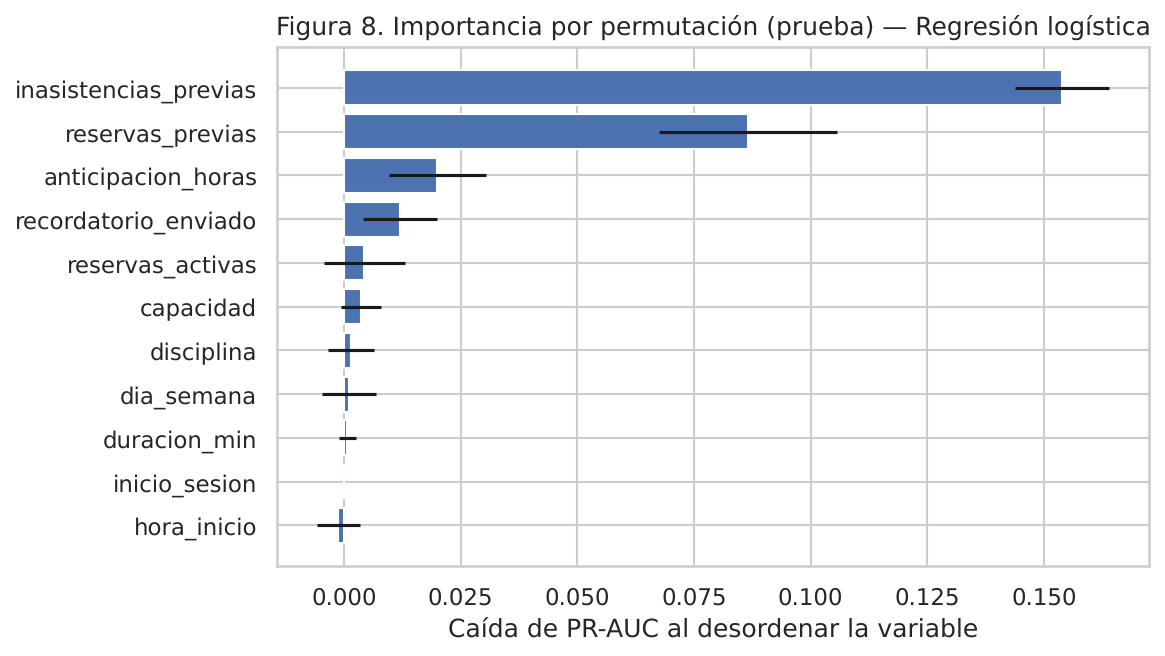 Figura 8. Importancia por permutación (prueba) — Regresión logística
inasistencias_previas
reservas_previas
anticipacion_horas
recordatorio_enviado
reservas_activas
capacidad
disciplina
dia_semana
duracion_min
inicio_sesion
hora_inicio
0.000 0.025 0.050 0.075 0.100 0.125 0.150
Caída de PR-AUC al desordenar la variable